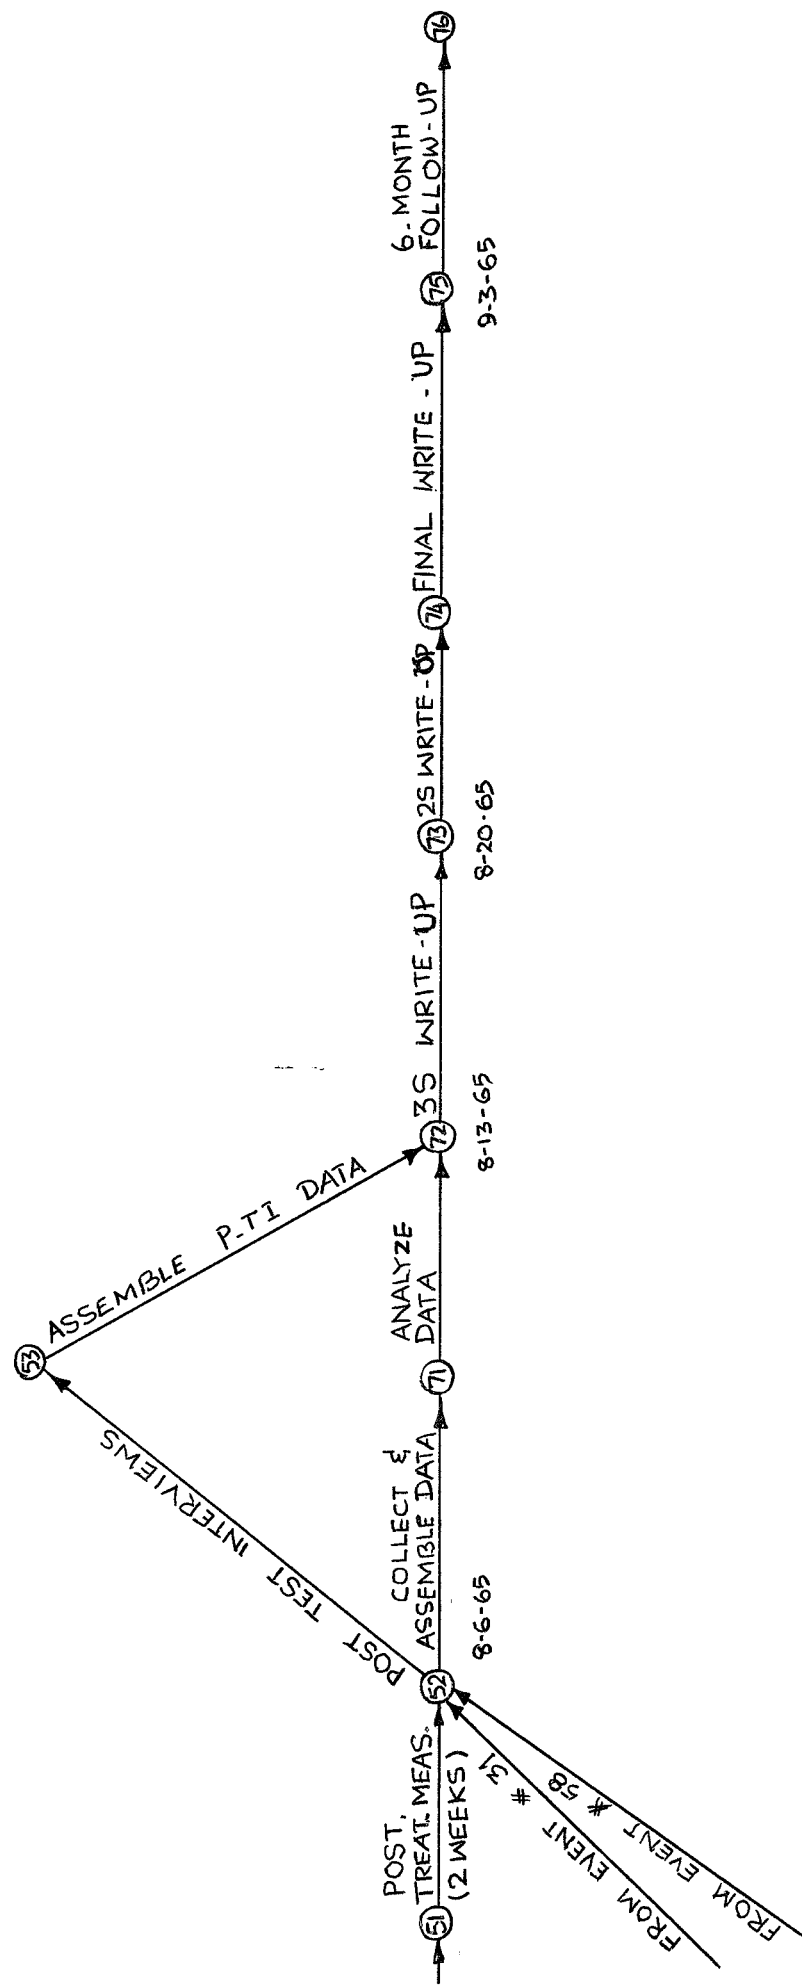 51
POST.
TREAT. MEAS.
(2 WEEKS)
FROM EVENT # 31
FROM EVENT # 58
52
8-6-65
POST TEST INTERVIEWS
53
ASSEMBLE P-TI DATA
COLLECT &
ASSEMBLE DATA
71
ANALYZE
DATA
72
8-13-65
3S WRITE-UP
73
8-20-65
2S WRITE-UP
74
FINAL WRITE-UP
75
9-3-65
6-MONTH
FOLLOW-UP
76